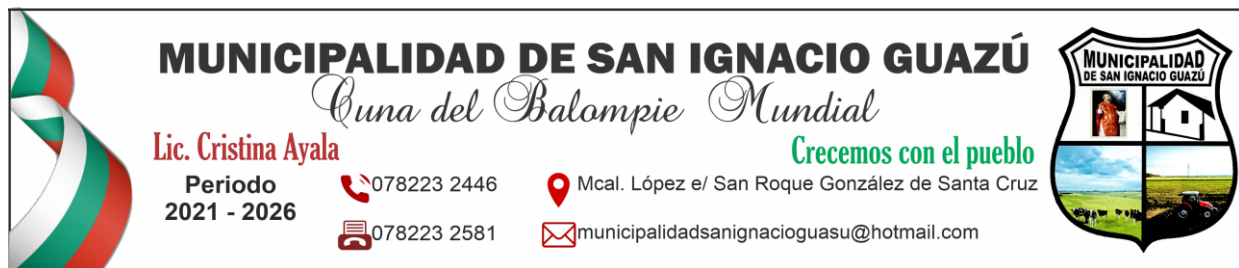 MUNICIPALIDAD DE SAN IGNACIO GUAZÚ
Cuna del Balompie Mundial
Lic. Cristina Ayala
Crecemos con el pueblo
Periodo
2021 - 2026
078223 2446
Mcal. López e/ San Roque González de Santa Cruz
078223 2581
municipalidadsanignacioguasu@hotmail.com
MUNICIPALIDAD
DE SAN IGNACIO GUAZÚ